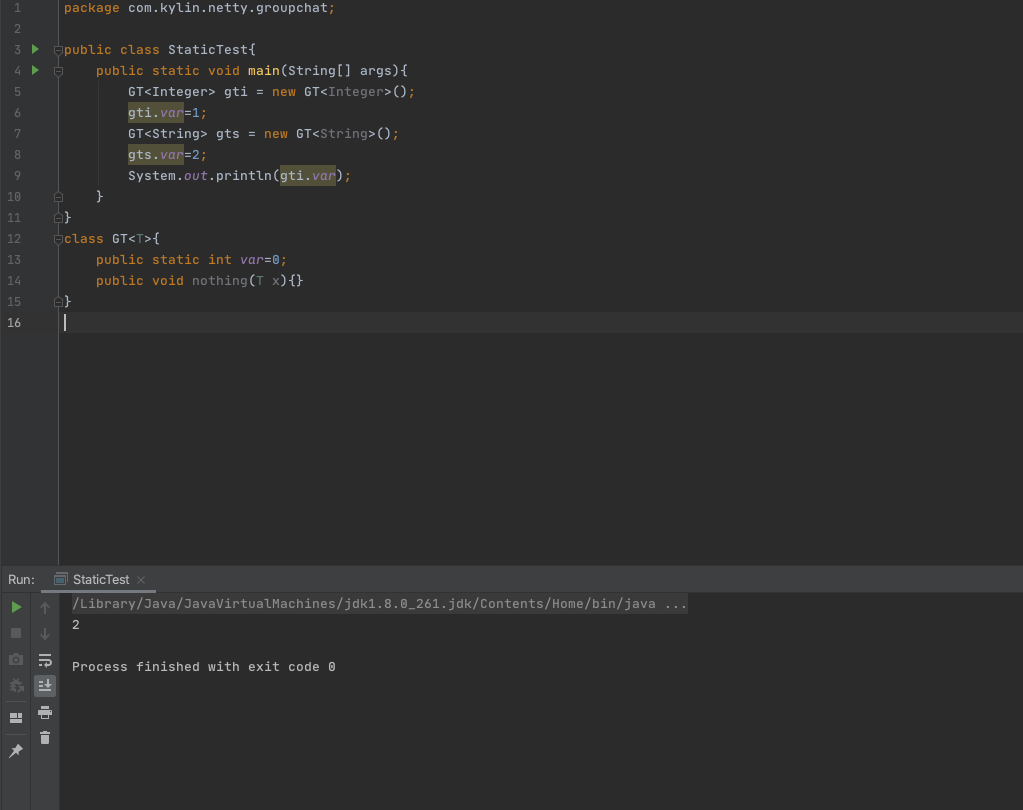 1 package com.kylin.netty.groupchat;
2
3 public class StaticTest{
4     public static void main(String[] args){
5         GT<Integer> gti = new GT<Integer>();
6         gti.var=1;
7         GT<String> gts = new GT<String>();
8         gts.var=2;
9         System.out.println(gti.var);
10     }
11 }
12 class GT<T>{
13     public static int var=0;
14     public void nothing(T x){}
15 }
16
Run: StaticTest
/Library/Java/JavaVirtualMachines/jdk1.8.0_261.jdk/Contents/Home/bin/java ...
2
Process finished with exit code 0